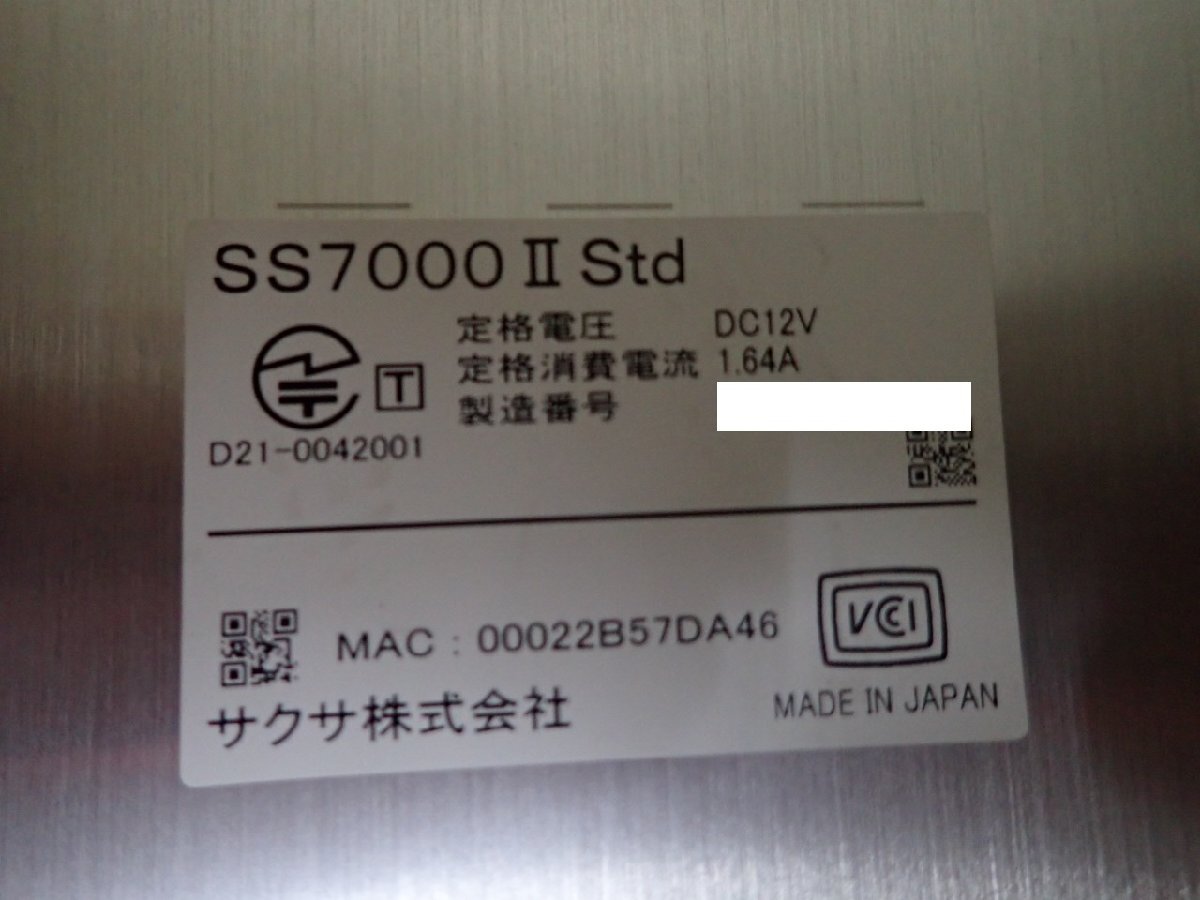 SS7000Ⅱ Std
定格電圧 DC12V
定格消費電流 1.64A
製造番号
T
D21-0042001
MAC : 00022B57DA46
VCCI
サクサ株式会社
MADE IN JAPAN